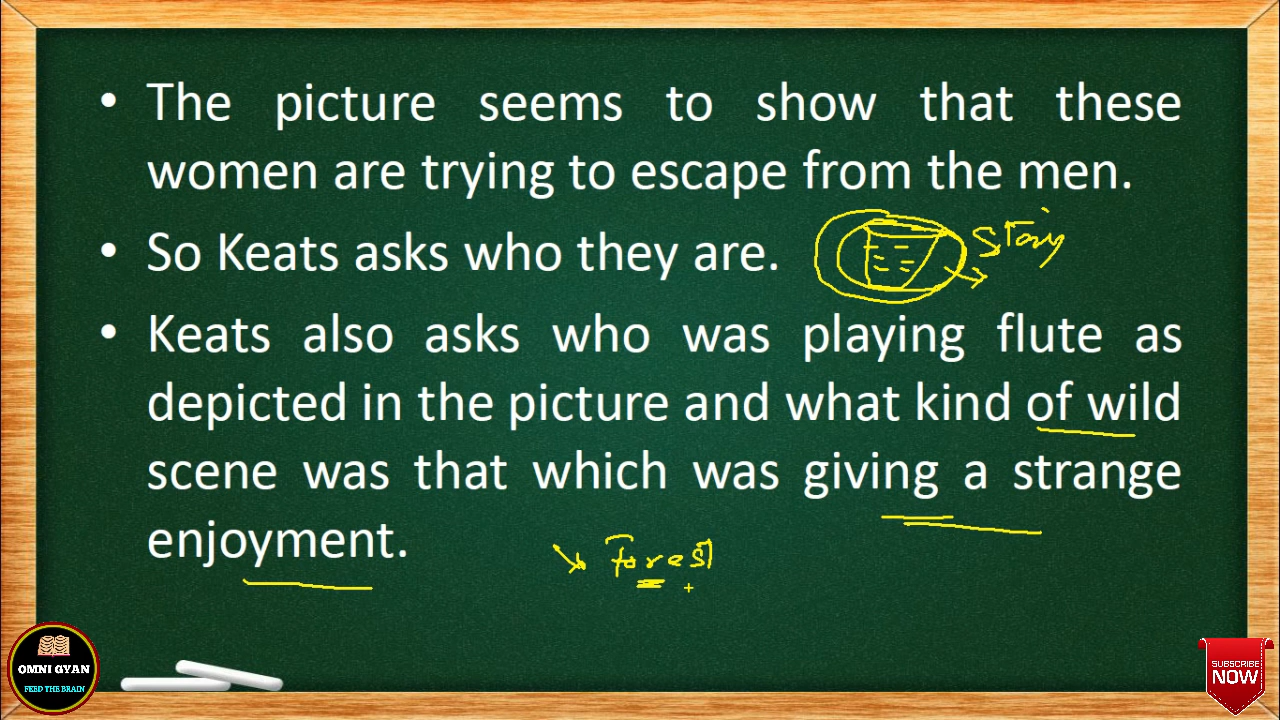 • The picture seems to show that these
women are trying to escape from the men.
• So Keats asks who they are.
Story
• Keats also asks who was playing flute as
depicted in the picture and what kind of wild
scene was that which was giving a strange
enjoyment.
Forest
OMNI GYAN
FEED THE BRAIN
SUBSCRIBE
NOW